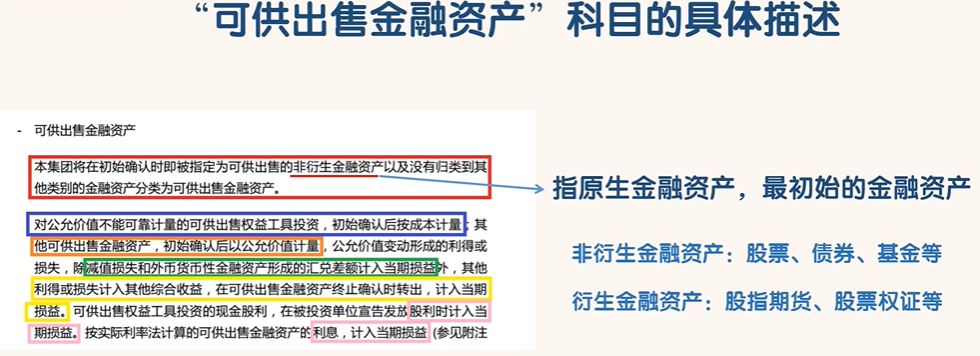 “可供出售金融资产”科目的具体描述
- 可供出售金融资产
本集团将在初始确认时即被指定为可供出售的非衍生金融资产以及没有归类到其
他类别的金融资产分类为可供出售金融资产。
指原生金融资产，最初始的金融资产
对公允价值不能可靠计量的可供出售权益工具投资，初始确认后按成本计量；其
他可供出售金融资产，初始确认后以公允价值计量，公允价值变动形成的利得或
损失，除减值损失和外币货币性金融资产形成的汇兑差额计入当期损益外，其他
利得或损失计入其他综合收益，在可供出售金融资产终止确认时转出，计入当期
损益。可供出售权益工具投资的现金股利，在被投资单位宣告发放股利时计入当
期损益。按实际利率法计算的可供出售金融资产的利息，计入当期损益 (参见附注
非衍生金融资产：股票、债券、基金等
衍生金融资产：股指期货、股票权证等